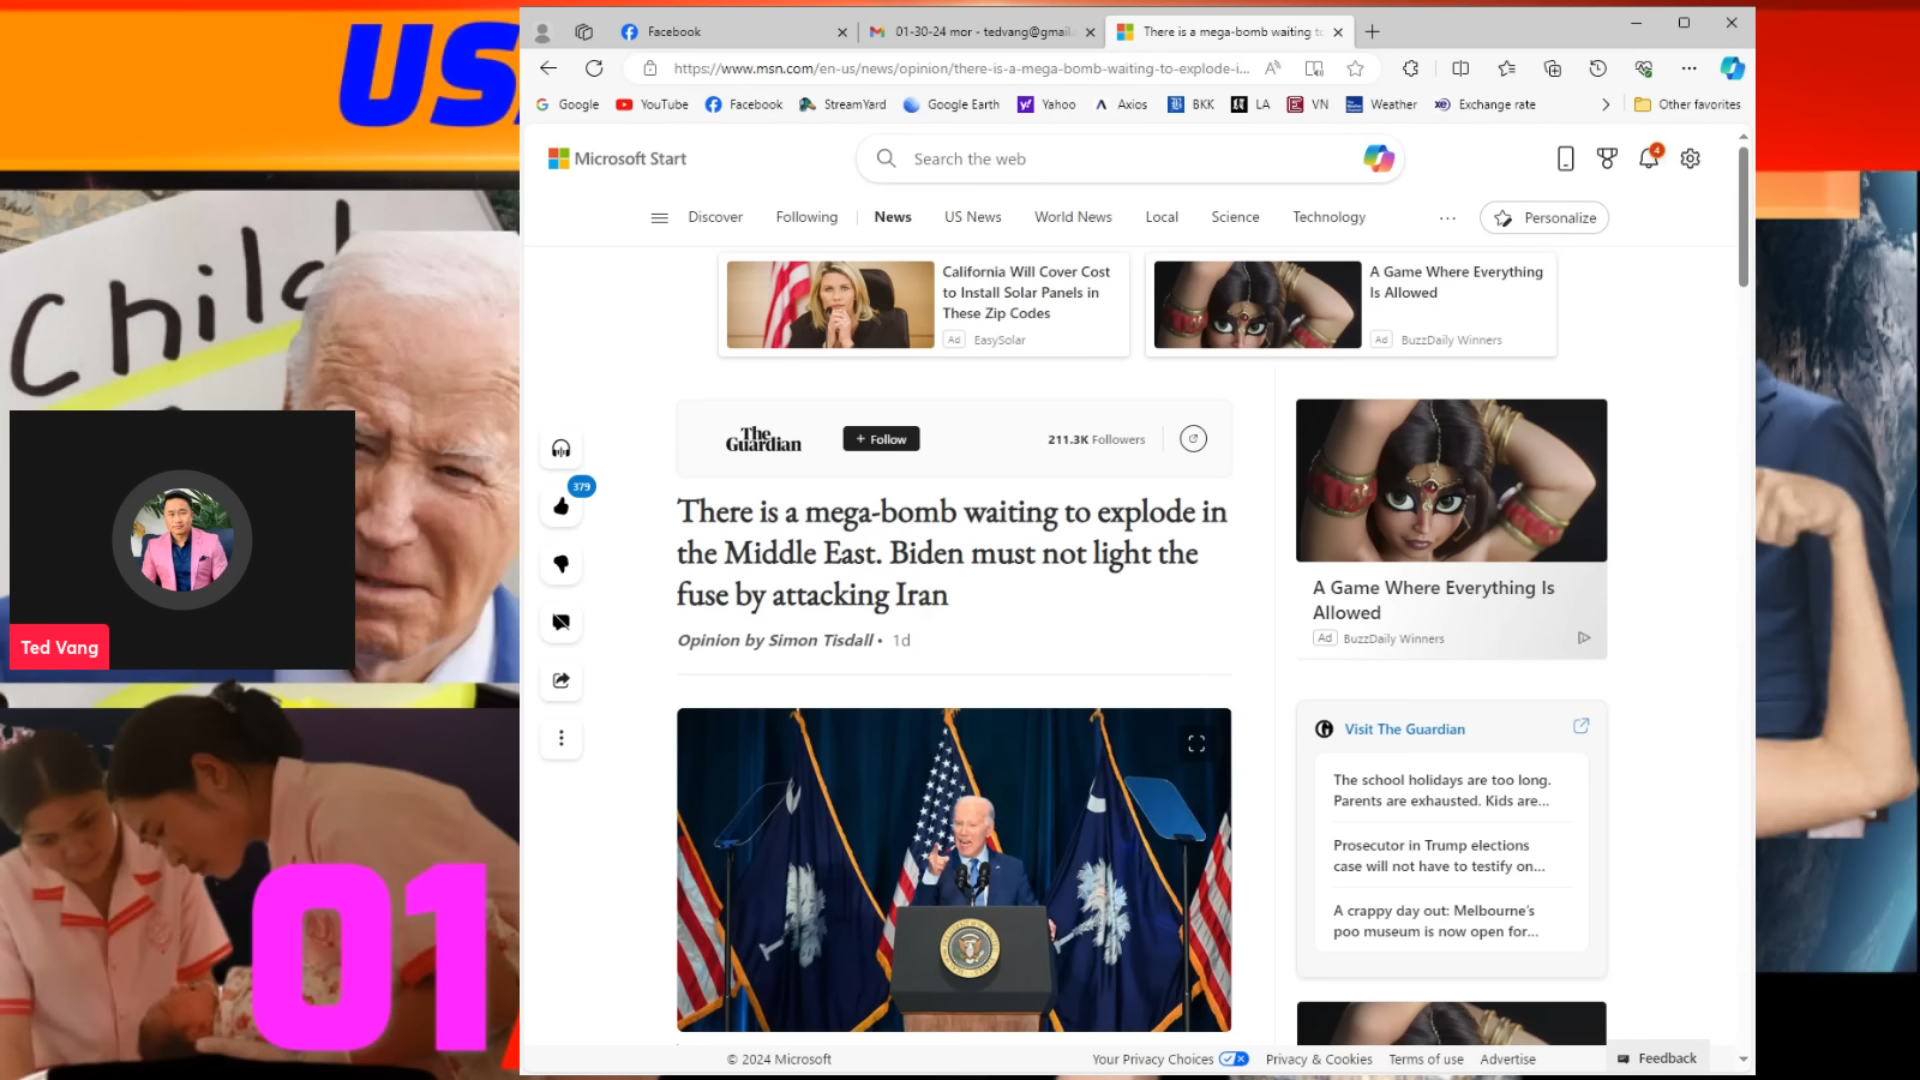 US
Child
Ted Vang
01
Facebook
01-30-24 mor - tedvang@gmail.
There is a mega-bomb waiting to
https://www.msn.com/en-us/news/opinion/there-is-a-mega-bomb-waiting-to-explode-i...
Google YouTube Facebook StreamYard Google Earth Yahoo Axios BKK LA VN Weather Exchange rate Other favorites
Microsoft Start
Search the web
4
Discover Following News US News World News Local Science Technology ... Personalize
California Will Cover Cost
to Install Solar Panels in
These Zip Codes
Ad EasySolar
A Game Where Everything
Is Allowed
Ad BuzzDaily Winners
The
Guardian
+ Follow
211.3K Followers
379
There is a mega-bomb waiting to explode in
the Middle East. Biden must not light the
fuse by attacking Iran
Opinion by Simon Tisdall • 1d
A Game Where Everything Is
Allowed
Ad BuzzDaily Winners
Visit The Guardian
The school holidays are too long.
Parents are exhausted. Kids are...
Prosecutor in Trump elections
case will not have to testify on...
A crappy day out: Melbourne's
poo museum is now open for...
© 2024 Microsoft
Your Privacy Choices Privacy & Cookies Terms of use Advertise
Feedback